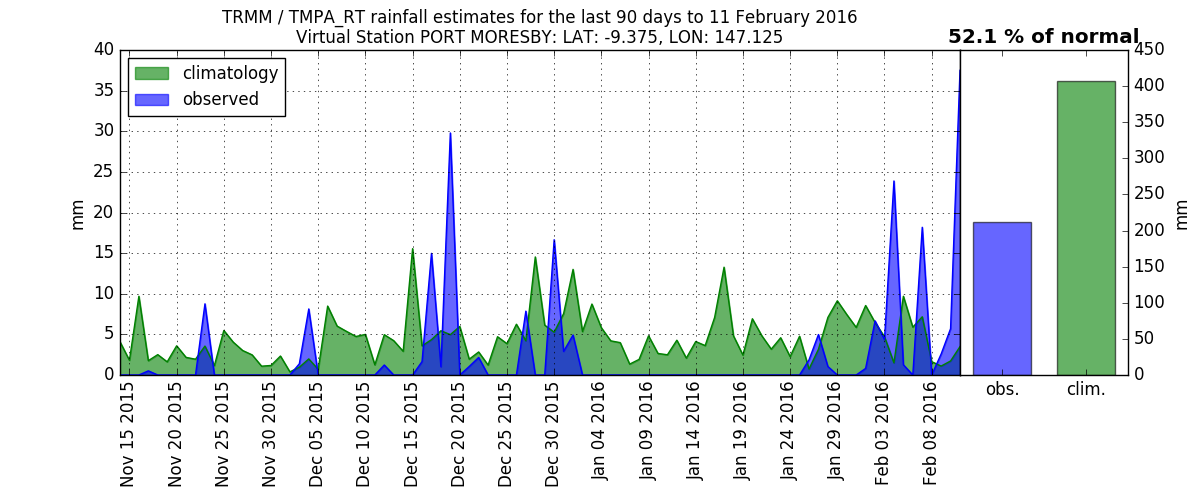 TRMM / TMPA_RT rainfall estimates for the last 90 days to 11 February 2016
Virtual Station PORT MORESBY: LAT: -9.375, LON: 147.125
52.1 % of normal
climatology
observed
40
35
30
25
20
15
10
5
0
mm
Nov 15 2015
Nov 20 2015
Nov 25 2015
Nov 30 2015
Dec 05 2015
Dec 10 2015
Dec 15 2015
Dec 20 2015
Dec 25 2015
Dec 30 2015
Jan 04 2016
Jan 09 2016
Jan 14 2016
Jan 19 2016
Jan 24 2016
Jan 29 2016
Feb 03 2016
Feb 08 2016
obs.
clim.
450
400
350
300
250
200
150
100
50
0
mm